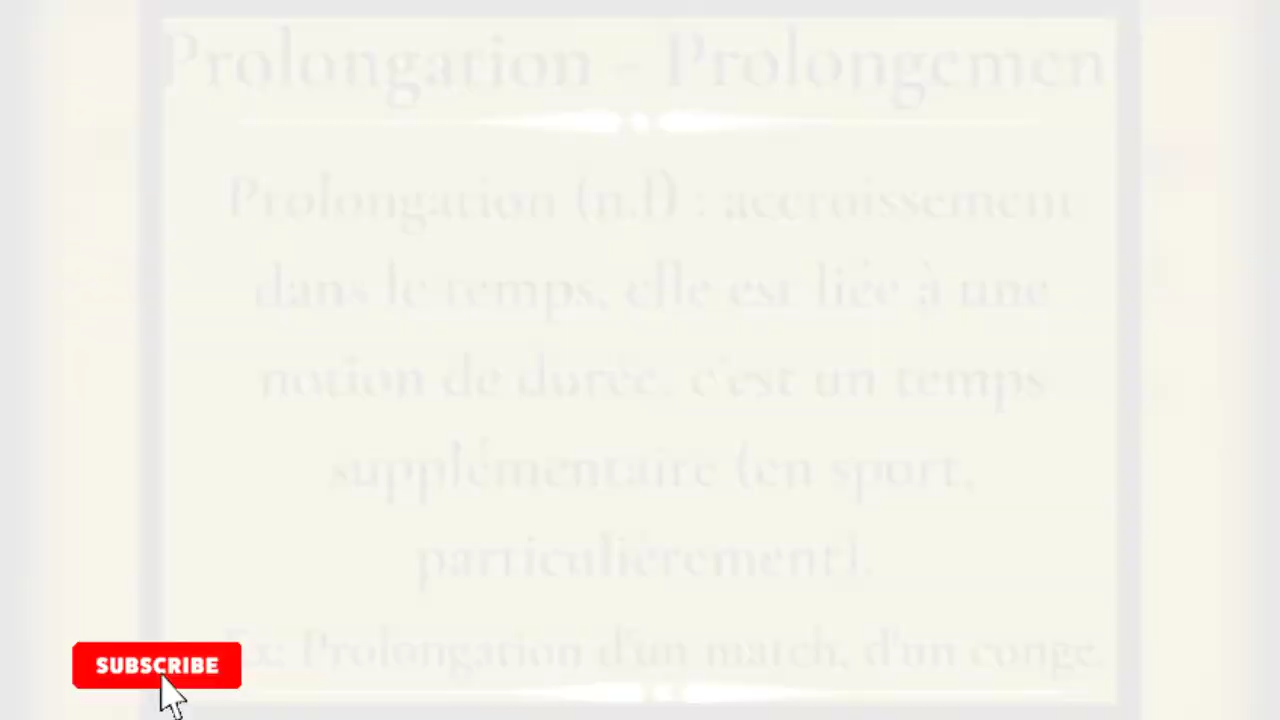 Prolongation - Prolongemen
Prolongation (n.f) : accroissement
dans le temps, elle est liée à une
notion de durée, c'est un temps
supplémentaire (en sport,
particulièrement).
Ex: Prolongation d'un match, d'un conge.
SUBSCRIBE